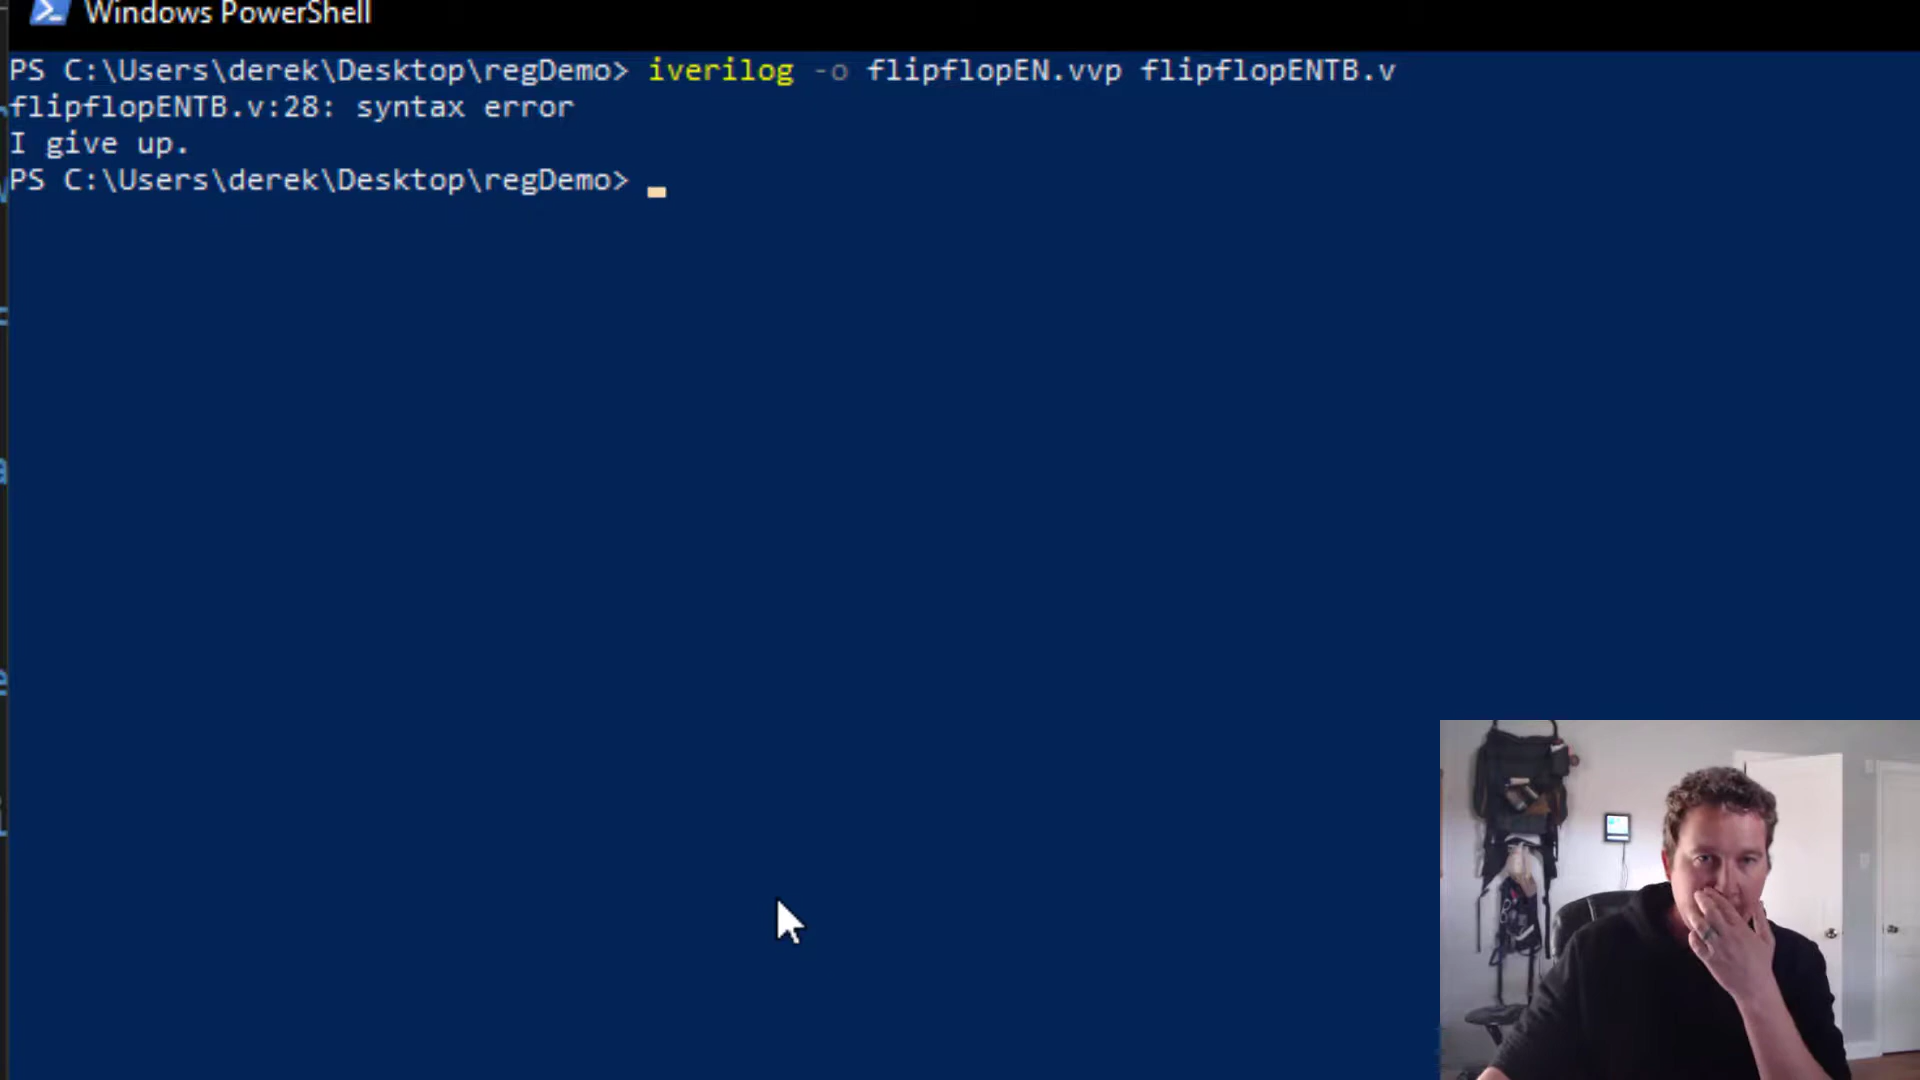 Windows PowerShell
PS C:\Users\derek\Desktop\regDemo> iverilog -o flipflopEN.vvp flipflopENTB.v
flipflopENTB.v:28: syntax error
I give up.
PS C:\Users\derek\Desktop\regDemo>